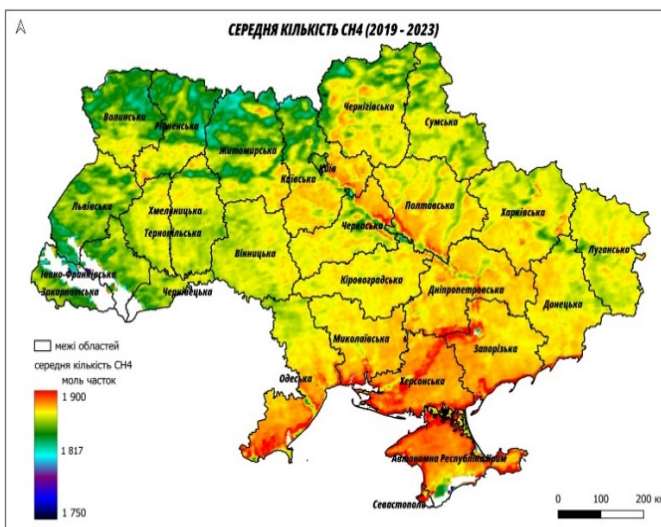 СЕРЕДНЯ КІЛЬКІСТЬ CH4 (2019 - 2023)
Волинська
Рівненська
Житомирська
Чернігівська
Сумська
Київ
Київська
Львівська
Хмельницька
Тернопільська
Полтавська
Харківська
Черкаська
Луганська
Вінницька
Івано-Франківська
Закарпатська
Чернівецька
Кіровоградська
Дніпропетровська
Донецька
Миколаївська
Запорізька
Одеська
Херсонська
Автономна Республіка Крим
Севастополь
межі областей
середня кількість CH4
моль часток
1 900
1 817
1 750
0 100 200 км